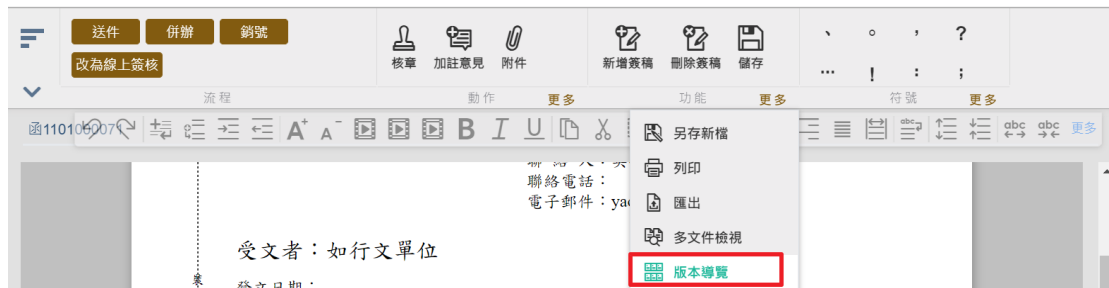 送件 併辦 銷號
改為線上簽核
核章 加註意見 附件
新增簽稿 刪除簽稿 儲存
、 。 , ?
… ! : ;
流程 動作 更多 功能 更多 符號 更多
A+ A- B I U abc abc abc 更多
另存新檔
列印
匯出
多文件檢視
版本導覽
聯絡電話:
電子郵件:
受文者:如行文單位
發文日期: